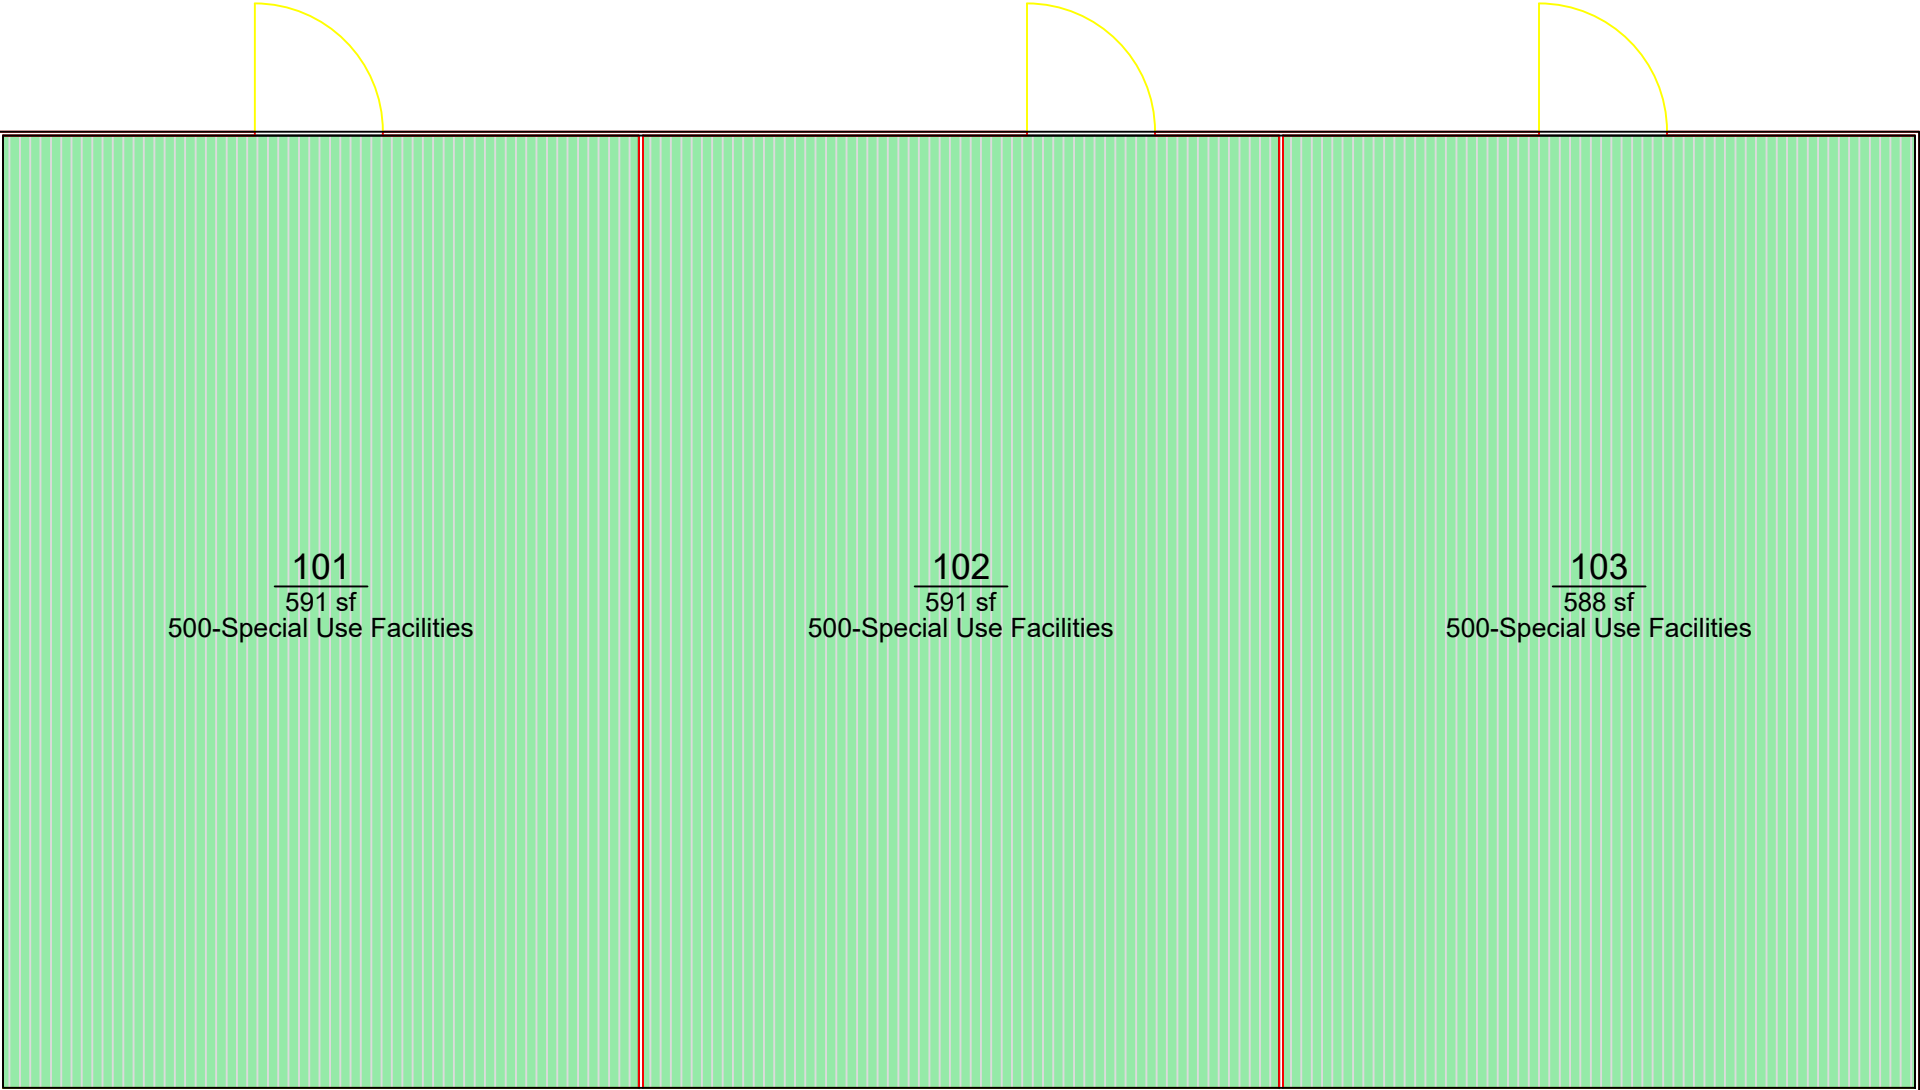 101
591 sf
500-Special Use Facilities
102
591 sf
500-Special Use Facilities
103
588 sf
500-Special Use Facilities